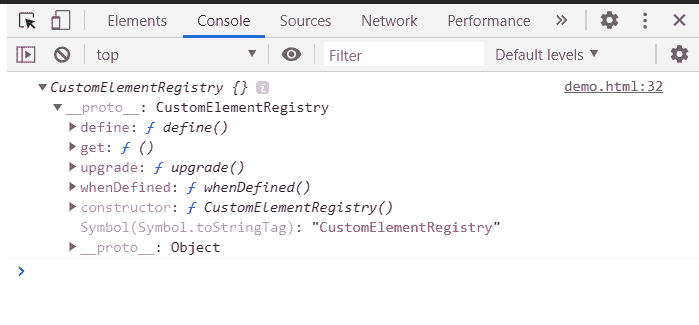 Elements Console Sources Network Performance »
top Filter Default levels
CustomElementRegistry {} i demo.html:32
__proto__: CustomElementRegistry
define: ƒ define()
get: ƒ ()
upgrade: ƒ upgrade()
whenDefined: ƒ whenDefined()
constructor: ƒ CustomElementRegistry()
Symbol(Symbol.toStringTag): "CustomElementRegistry"
__proto__: Object
>